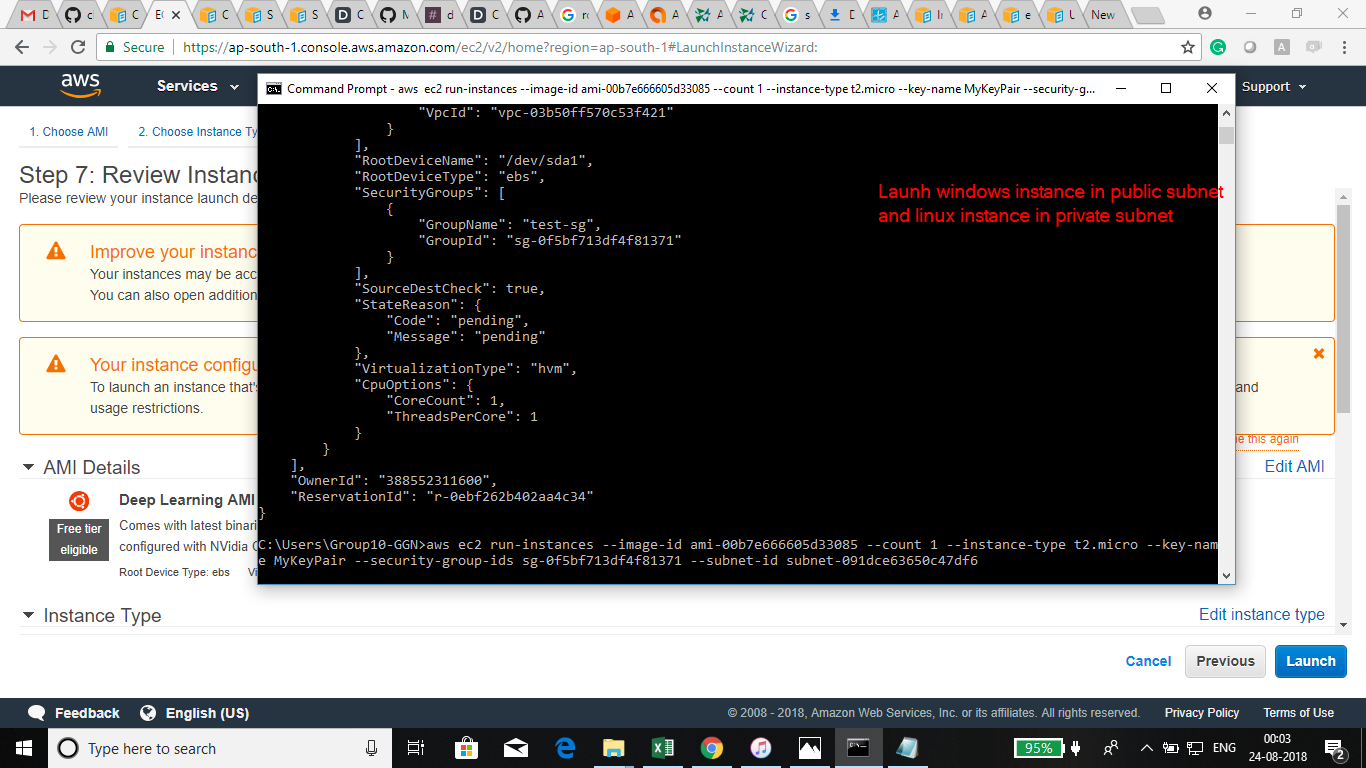 M D
cl
C
EC
C
S
S
D C
M
# d
D C
A
G ro
A
A
A
C
G s
D
A
In
A
e
U
New
Secure
https://ap-south-1.console.aws.amazon.com/ec2/v2/home?region=ap-south-1#LaunchInstanceWizard:
aws
Services
Support
Command Prompt - aws ec2 run-instances --image-id ami-00b7e666605d33085 --count 1 --instance-type t2.micro --key-name MyKeyPair --security-g...
1. Choose AMI
2. Choose Instance Ty
Step 7: Review Instanc
Please review your instance launch de
Improve your instanc
Your instances may be acc
You can also open addition
Your instance configu
To launch an instance that's
and
usage restrictions.
e this again
AMI Details
Edit AMI
Deep Learning AMI
Free tier
eligible
Comes with latest binari
configured with NVidia C
Root Device Type: ebs Vi
"VpcId": "vpc-03b50ff570c53f421"
}
],
"RootDeviceName": "/dev/sda1",
"RootDeviceType": "ebs",
"SecurityGroups": [
{
"GroupName": "test-sg",
"GroupId": "sg-0f5bf713df4f81371"
}
],
"SourceDestCheck": true,
"StateReason": {
"Code": "pending",
"Message": "pending"
},
"VirtualizationType": "hvm",
"CpuOptions": {
"CoreCount": 1,
"ThreadsPerCore": 1
}
}
],
"OwnerId": "388552311600",
"ReservationId": "r-0ebf262b402aa4c34"
}
C:\Users\Group10-GGN>aws ec2 run-instances --image-id ami-00b7e666605d33085 --count 1 --instance-type t2.micro --key-nam
e MyKeyPair --security-group-ids sg-0f5bf713df4f81371 --subnet-id subnet-091dce63650c47df6
Launh windows instance in public subnet
and linux instance in private subnet
Instance Type
Edit instance type
Cancel
Previous
Launch
Feedback
English (US)
© 2008 - 2018, Amazon Web Services, Inc. or its affiliates. All rights reserved.
Privacy Policy
Terms of Use
Type here to search
95%
ENG
00:03
24-08-2018
2